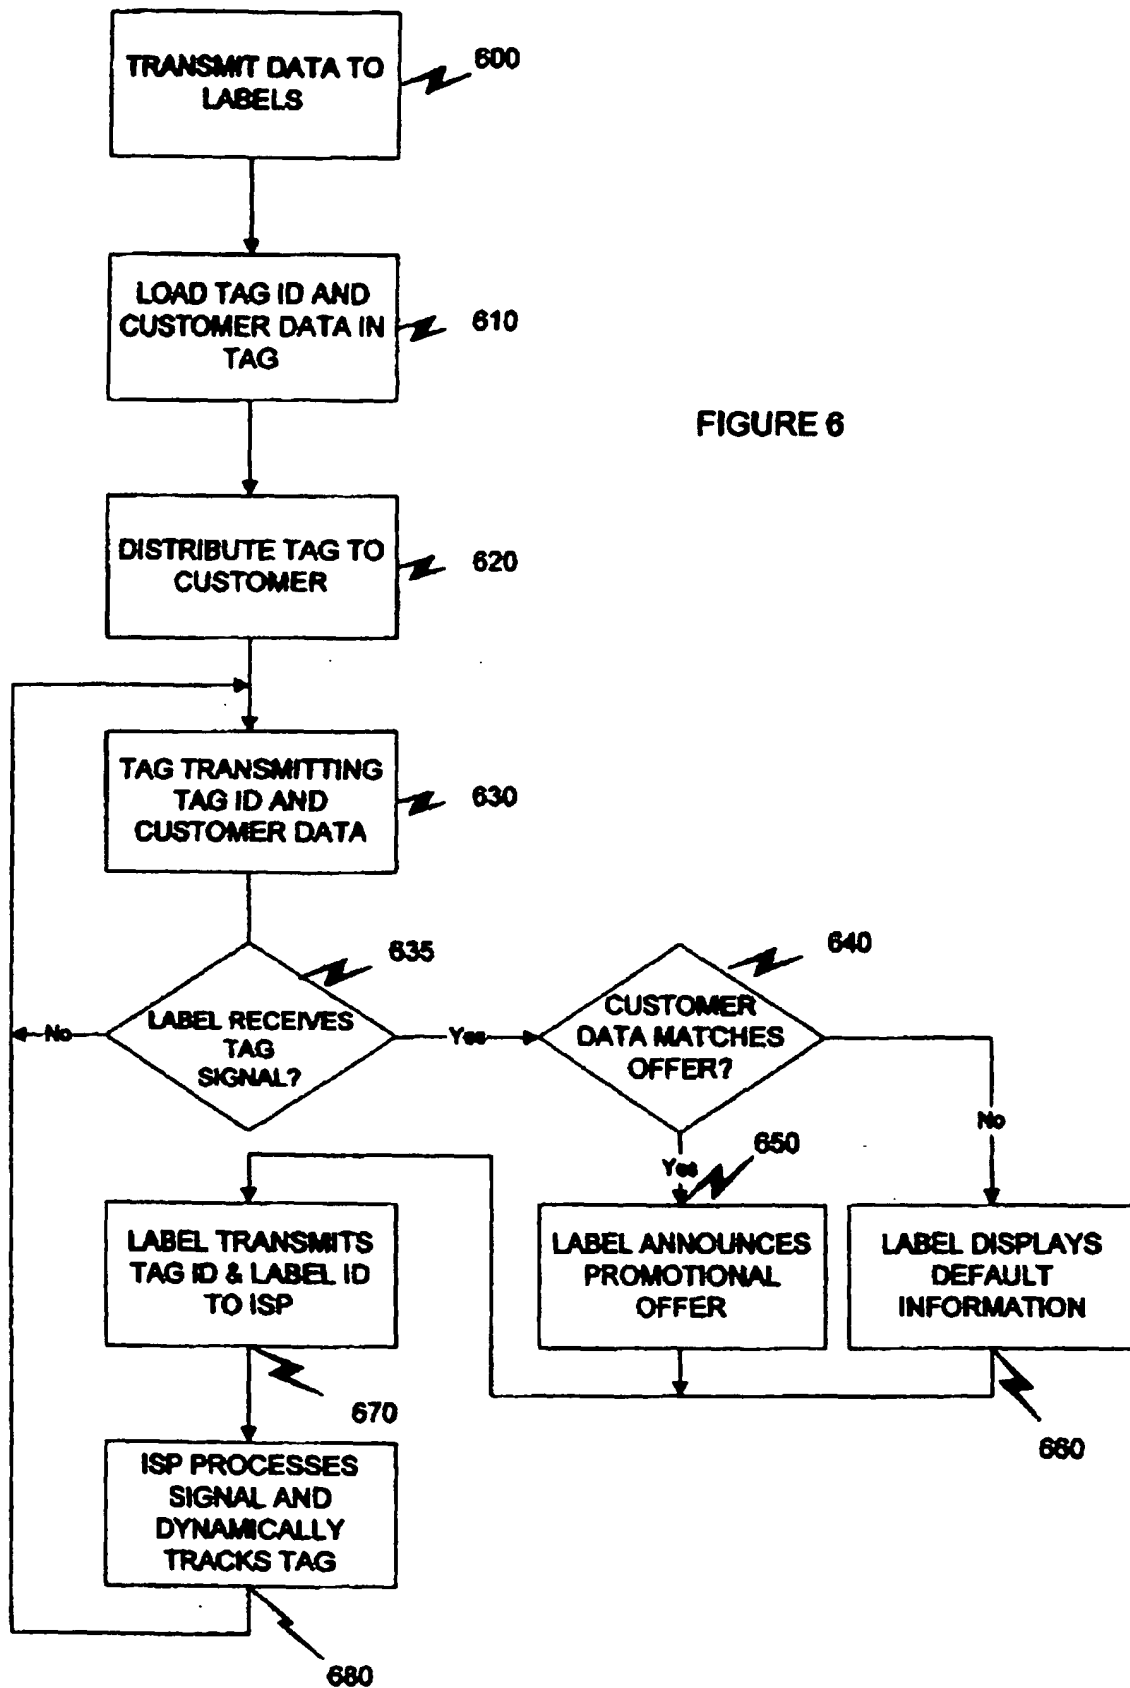 TRANSMIT DATA TO
LABELS
600
LOAD TAG ID AND
CUSTOMER DATA IN
TAG
610
FIGURE 6
DISTRIBUTE TAG TO
CUSTOMER
620
TAG TRANSMITTING
TAG ID AND
CUSTOMER DATA
630
635
LABEL RECEIVES
TAG
SIGNAL?
No
Yes
640
CUSTOMER
DATA MATCHES
OFFER?
No
Yes
650
LABEL TRANSMITS
TAG ID & LABEL ID
TO ISP
LABEL ANNOUNCES
PROMOTIONAL
OFFER
LABEL DISPLAYS
DEFAULT
INFORMATION
670
660
ISP PROCESSES
SIGNAL AND
DYNAMICALLY
TRACKS TAG
680